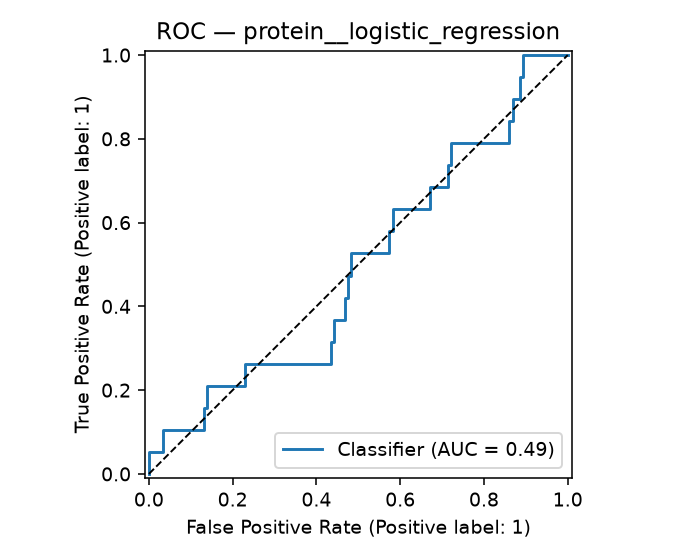 ROC — protein__logistic_regression
True Positive Rate (Positive label: 1)
1.0
0.8
0.6
0.4
0.2
0.0
Classifier (AUC = 0.49)
0.0 0.2 0.4 0.6 0.8 1.0
False Positive Rate (Positive label: 1)